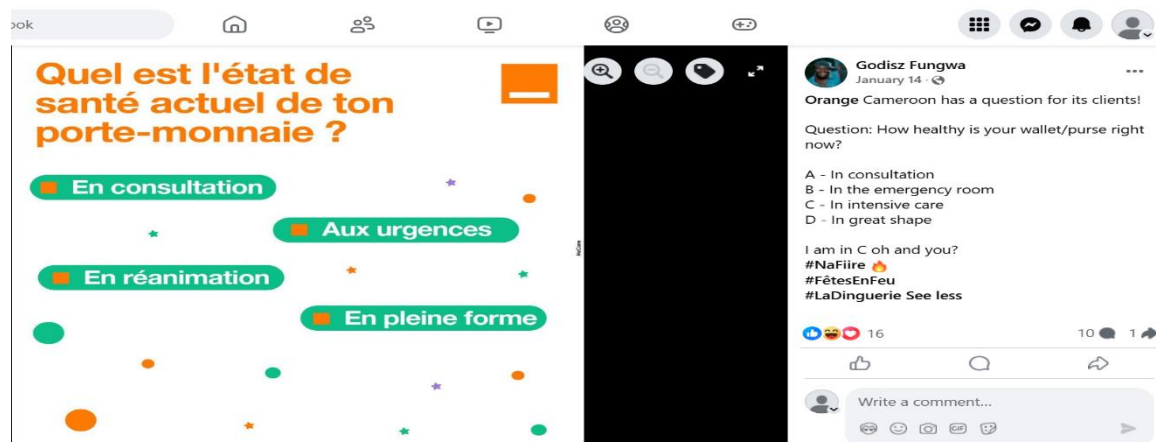 ook
Quel est l'état de
santé actuel de ton
porte-monnaie ?
En consultation
Aux urgences
En réanimation
En pleine forme
Godisz Fungwa
January 14 ·
Orange Cameroon has a question for its clients!
Question: How healthy is your wallet/purse right
now?
A - In consultation
B - In the emergency room
C - In intensive care
D - In great shape
I am in C oh and you?
#NaFiire 🔥
#FêtesEnFeu
#LaDinguerie See less
16
10
1
Write a comment...
GIF